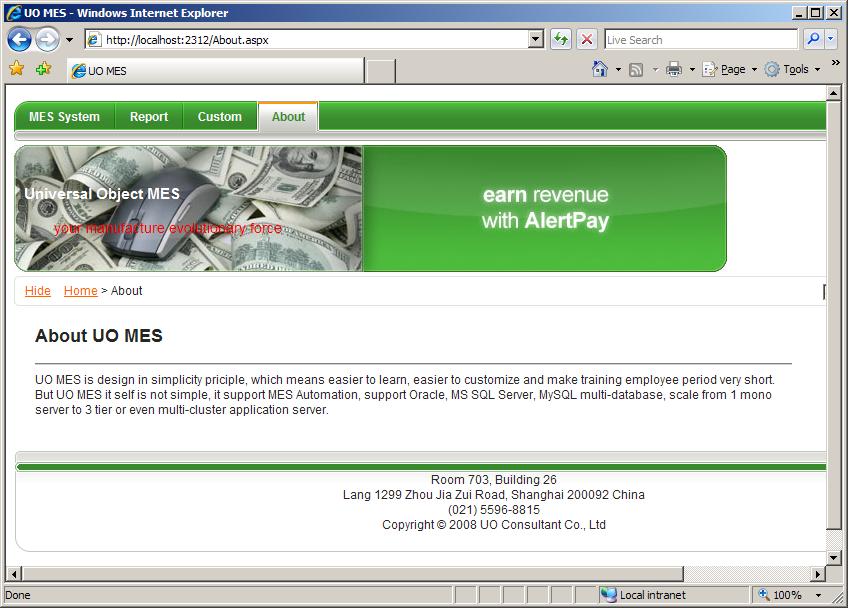 UO MES - Windows Internet Explorer
http://localhost:2312/About.aspx
Live Search
UO MES
Page
Tools
MES System Report Custom About
Universal Object MES
your manufacture evolutionary force
earn revenue
with AlertPay
Hide Home > About
About UO MES
UO MES is design in simplicity priciple, which means easier to learn, easier to customize and make training employee period very short.
But UO MES it self is not simple, it support MES Automation, support Oracle, MS SQL Server, MySQL multi-database, scale from 1 mono
server to 3 tier or even multi-cluster application server.
Room 703, Building 26
Lang 1299 Zhou Jia Zui Road, Shanghai 200092 China
(021) 5596-8815
Copyright © 2008 UO Consultant Co., Ltd
Done
Local intranet
100%